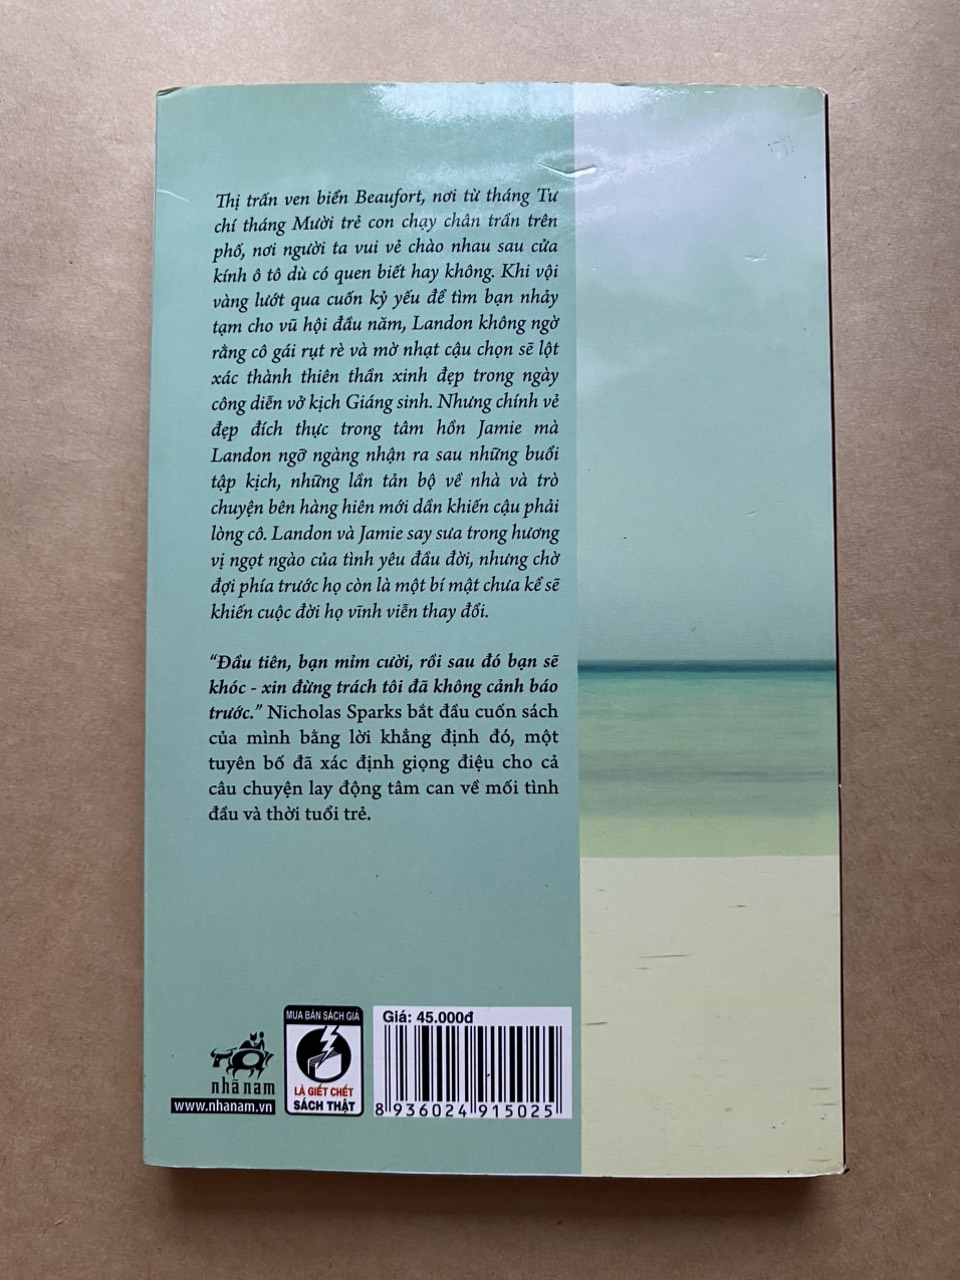 Thị trấn ven biển Beaufort, nơi từ tháng Tư
chí tháng Mười trẻ con chạy chân trần trên
phố, nơi người ta vui vẻ chào nhau sau cửa
kính ô tô dù có quen biết hay không. Khi vội
vàng lướt qua cuốn kỷ yếu để tìm bạn nhảy
tạm cho vũ hội đầu năm, Landon không ngờ
rằng cô gái rụt rè và mờ nhạt cậu chọn sẽ lột
xác thành thiên thần xinh đẹp trong ngày
công diễn vở kịch Giáng sinh. Nhưng chính vẻ
đẹp đích thực trong tâm hồn Jamie mà
Landon ngỡ ngàng nhận ra sau những buổi
tập kịch, những lần tản bộ về nhà và trò
chuyện bên hàng hiên mới dần khiến cậu phải
lòng cô. Landon và Jamie say sưa trong hương
vị ngọt ngào của tình yêu đầu đời, nhưng chờ
đợi phía trước họ còn là một bí mật chưa kể sẽ
khiến cuộc đời họ vĩnh viễn thay đổi.
“Đầu tiên, bạn mỉm cười, rồi sau đó bạn sẽ
khóc - xin đừng trách tôi đã không cảnh báo
trước.” Nicholas Sparks bắt đầu cuốn sách
của mình bằng lời khẳng định đó, một
tuyên bố đã xác định giọng điệu cho cả
câu chuyện lay động tâm can về mối tình
đầu và thời tuổi trẻ.
nhã nam
www.nhanam.vn
MUA BÁN SÁCH GIẢ
LÀ GIẾT CHẾT
SÁCH THẬT
Giá: 45.000đ
8 936024 915025